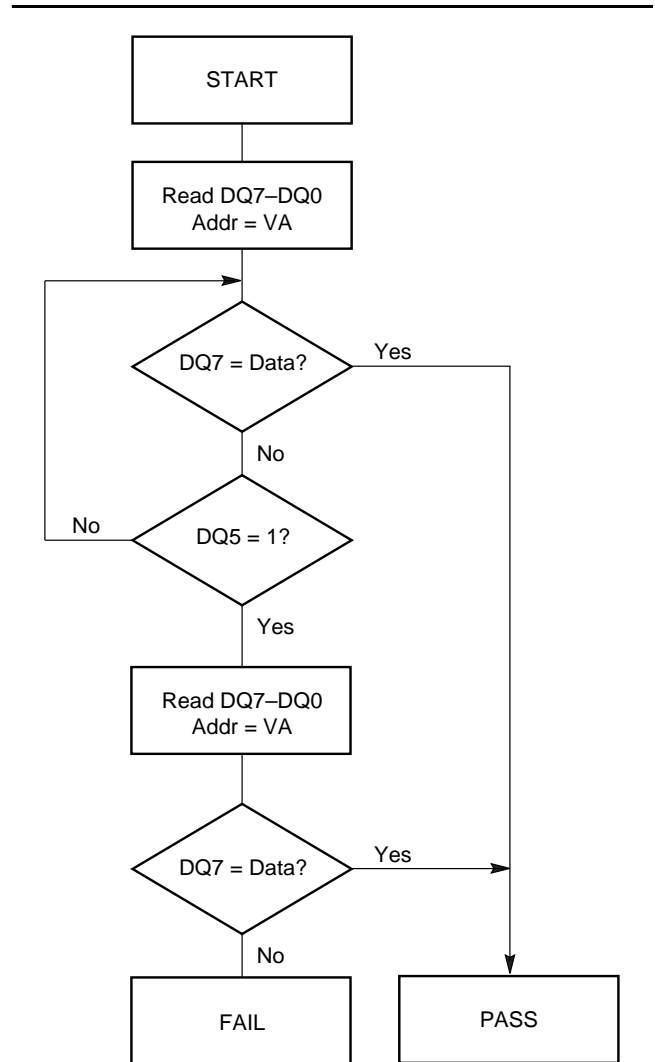 START
Read DQ7–DQ0
Addr = VA
DQ7 = Data?
Yes
No
No
DQ5 = 1?
Yes
Read DQ7–DQ0
Addr = VA
DQ7 = Data?
Yes
No
FAIL
PASS